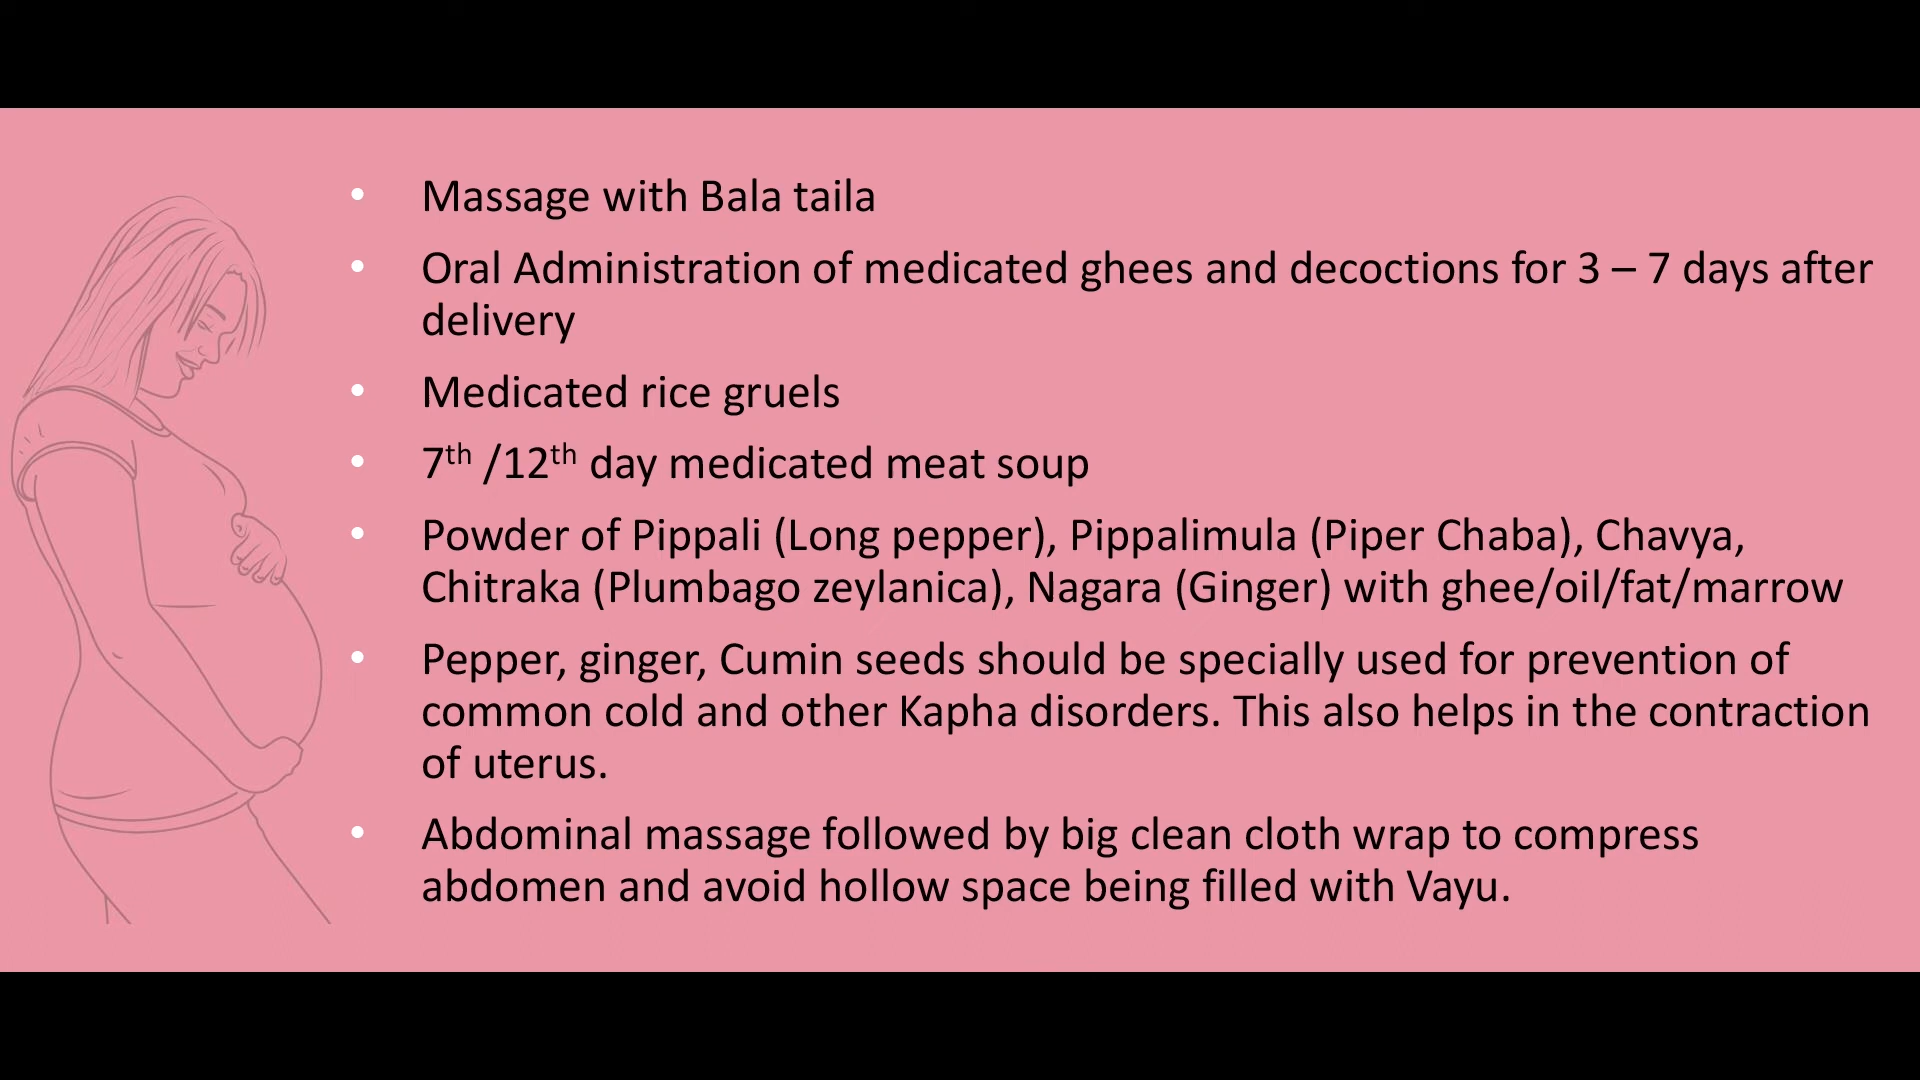 • Massage with Bala taila
• Oral Administration of medicated ghees and decoctions for 3 – 7 days after
delivery
• Medicated rice gruels
• 7th /12th day medicated meat soup
• Powder of Pippali (Long pepper), Pippalimula (Piper Chaba), Chavya,
Chitraka (Plumbago zeylanica), Nagara (Ginger) with ghee/oil/fat/marrow
• Pepper, ginger, Cumin seeds should be specially used for prevention of
common cold and other Kapha disorders. This also helps in the contraction
of uterus.
• Abdominal massage followed by big clean cloth wrap to compress
abdomen and avoid hollow space being filled with Vayu.